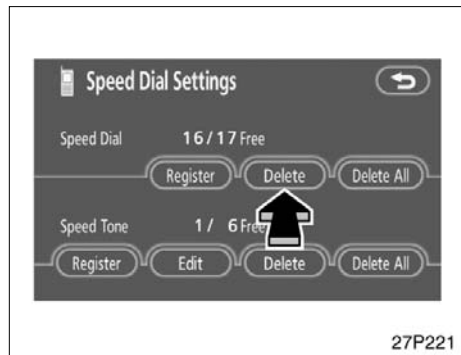 Speed Dial Settings
Speed Dial 16/17 Free
Register Delete Delete All
Speed Tone 1/ 6 Free
Register Edit Delete Delete All
27P221